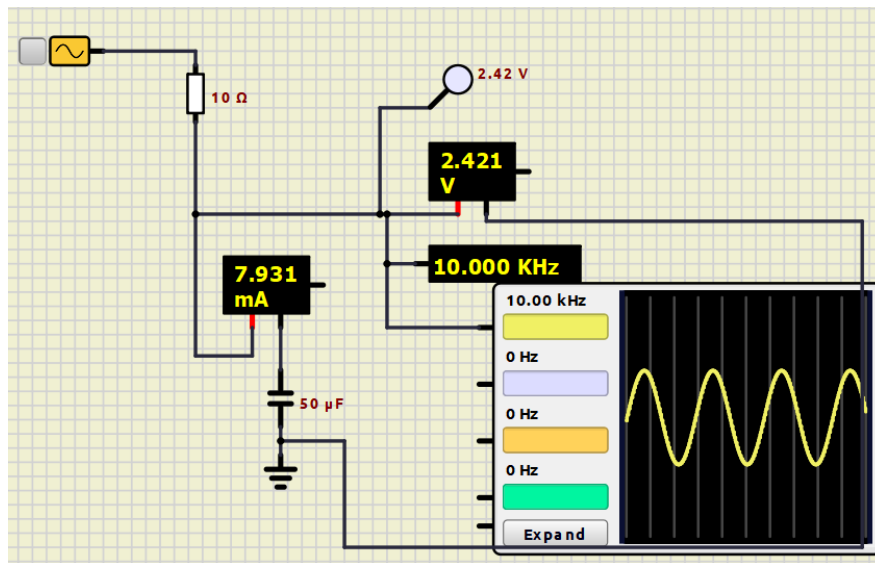 2.42 V
10 Ω
2.421
V
7.931
mA
10.000 KHz
10.00 kHz
0 Hz
50 µF
0 Hz
0 Hz
Expand